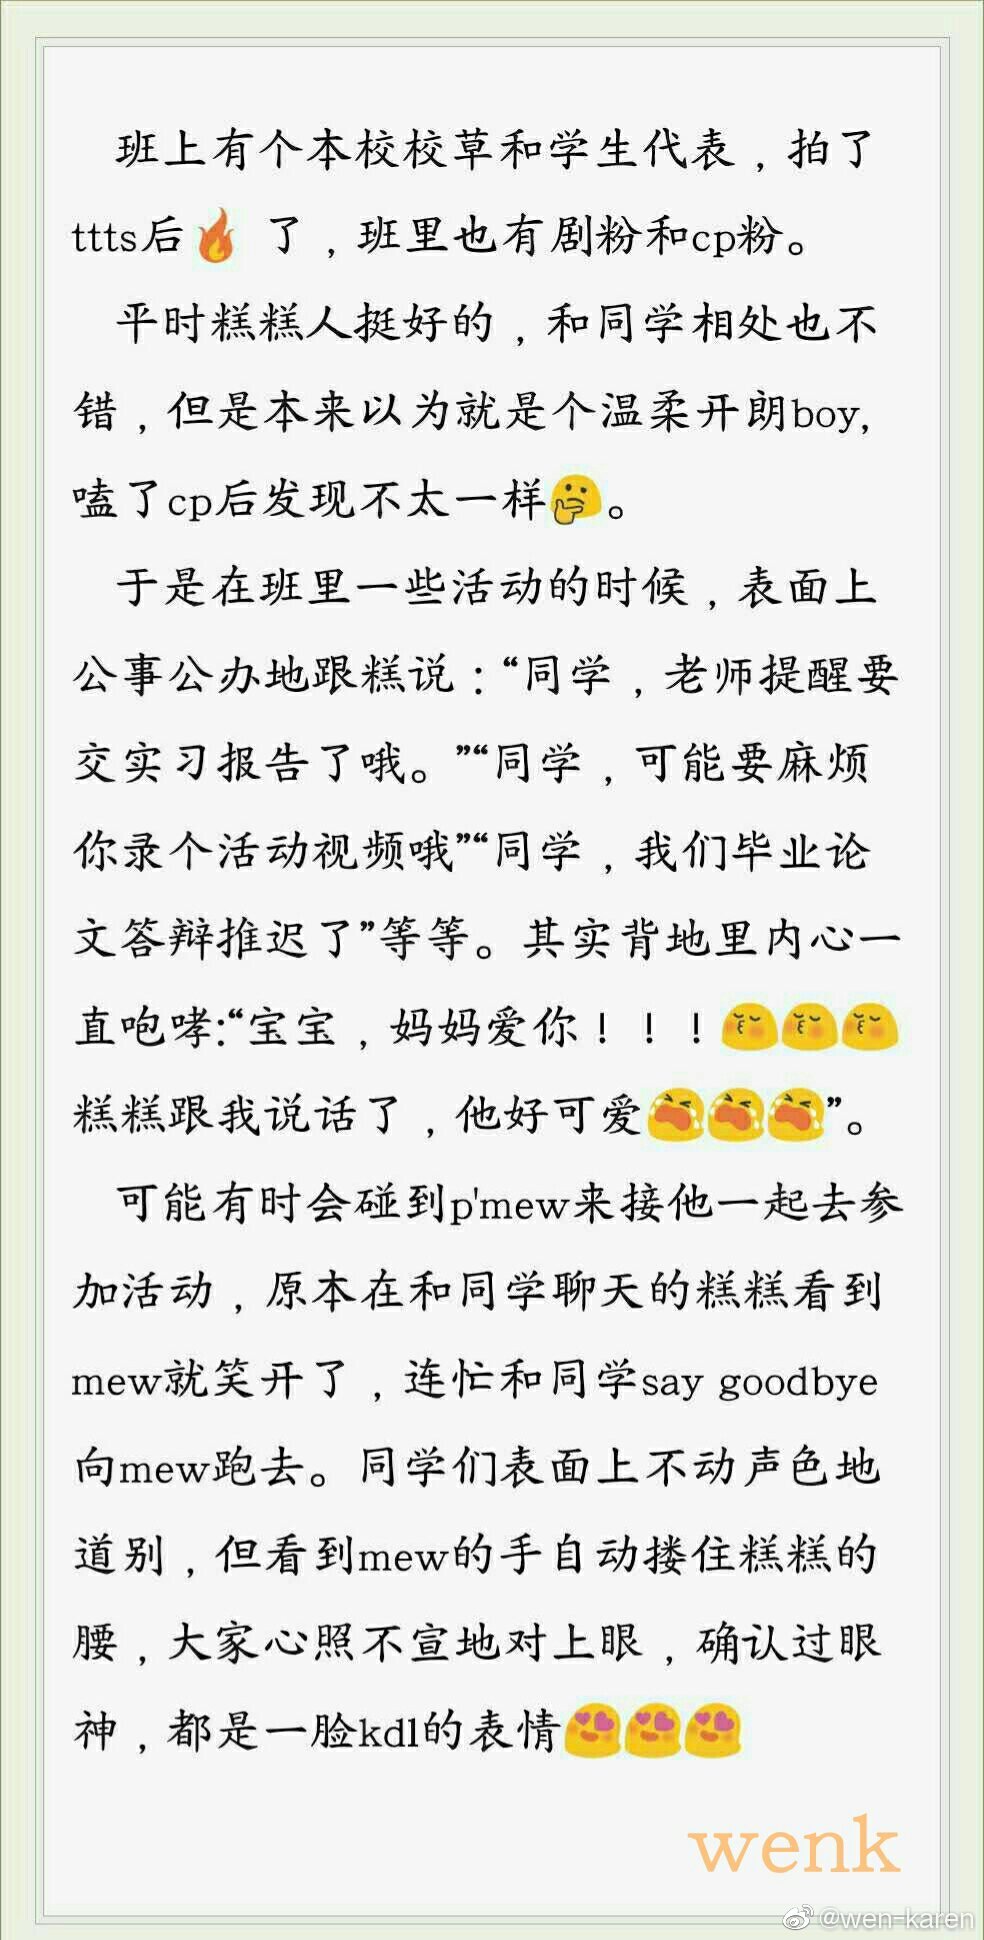 班上有个本校校草和学生代表，拍了
ttts后🔥 了，班里也有剧粉和cp粉。
平时糕糕人挺好的，和同学相处也不
错，但是本来以为就是个温柔开朗boy,
嗑了cp后发现不太一样🤔。
于是在班里一些活动的时候，表面上
公事公办地跟糕说：“同学，老师提醒要
交实习报告了哦。”“同学，可能要麻烦
你录个活动视频哦”“同学，我们毕业论
文答辩推迟了”等等。其实背地里内心一
直咆哮:“宝宝，妈妈爱你！！！😚😚😚
糕糕跟我说话了，他好可爱😭😭😭”。
可能有时会碰到p'mew来接他一起去参
加活动，原本在和同学聊天的糕糕看到
mew就笑开了，连忙和同学say goodbye
向mew跑去。同学们表面上不动声色地
道别，但看到mew的手自动搂住糕糕的
腰，大家心照不宣地对上眼，确认过眼
神，都是一脸kdl的表情😍😍😍
wenk
@wen-karen